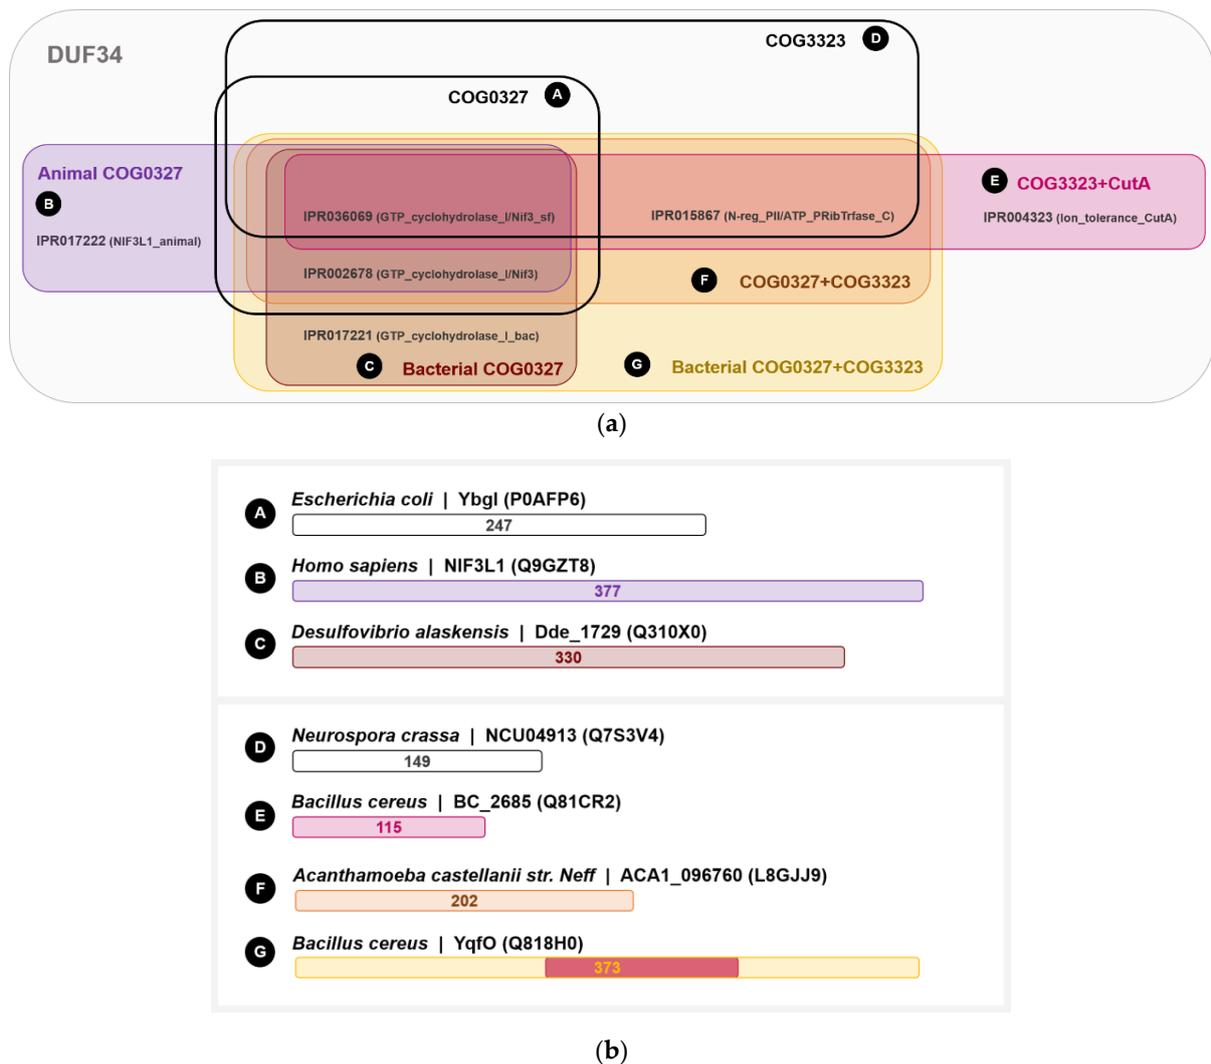 DUF34
COG3323 D
COG0327 A
Animal COG0327
B
IPR017222 (NIF3L1_animal)
IPR036069 (GTP_cyclohydrolase_I/Nif3_sf)
IPR015867 (N-reg_PII/ATP_PRibTrfase_C)
E COG3323+CutA
IPR004323 (Ion_tolerance_CutA)
IPR002678 (GTP_cyclohydrolase_I/Nif3)
F COG0327+COG3323
IPR017221 (GTP_cyclohydrolase_I_bac)
C Bacterial COG0327
G Bacterial COG0327+COG3323
(a)
A Escherichia coli | YbgI (P0AFP6)
247
B Homo sapiens | NIF3L1 (Q9GZT8)
377
C Desulfovibrio alaskensis | Dde_1729 (Q310X0)
330
D Neurospora crassa | NCU04913 (Q7S3V4)
149
E Bacillus cereus | BC_2685 (Q81CR2)
115
F Acanthamoeba castellanii str. Neff | ACA1_096760 (L8GJJ9)
202
G Bacillus cereus | YqfO (Q818H0)
373
(b)